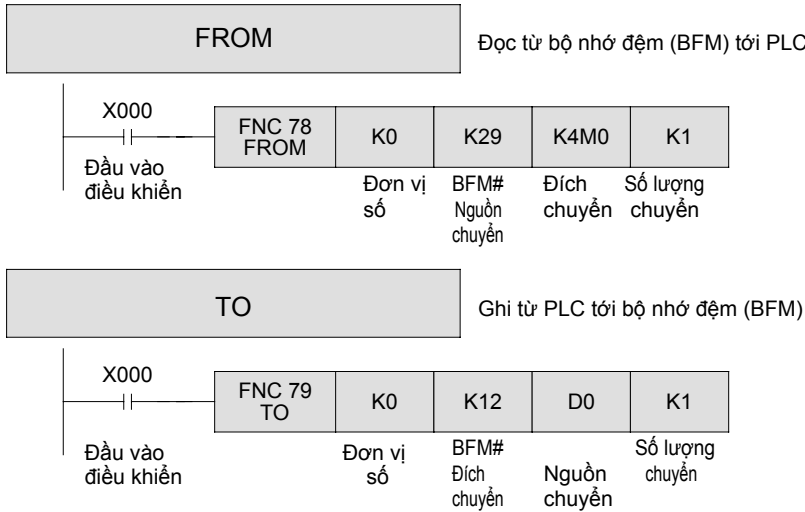 FROM
Đọc từ bộ nhớ đệm (BFM) tới PLC
X000
FNC 78
FROM
K0
K29
K4M0
K1
Đầu vào
điều khiển
Đơn vị
số
BFM#
Nguồn
chuyển
Đích
chuyển
Số lượng
chuyển
TO
Ghi từ PLC tới bộ nhớ đệm (BFM)
X000
FNC 79
TO
K0
K12
D0
K1
Đầu vào
điều khiển
Đơn vị
số
BFM#
Đích
chuyển
Nguồn
chuyển
Số lượng
chuyển